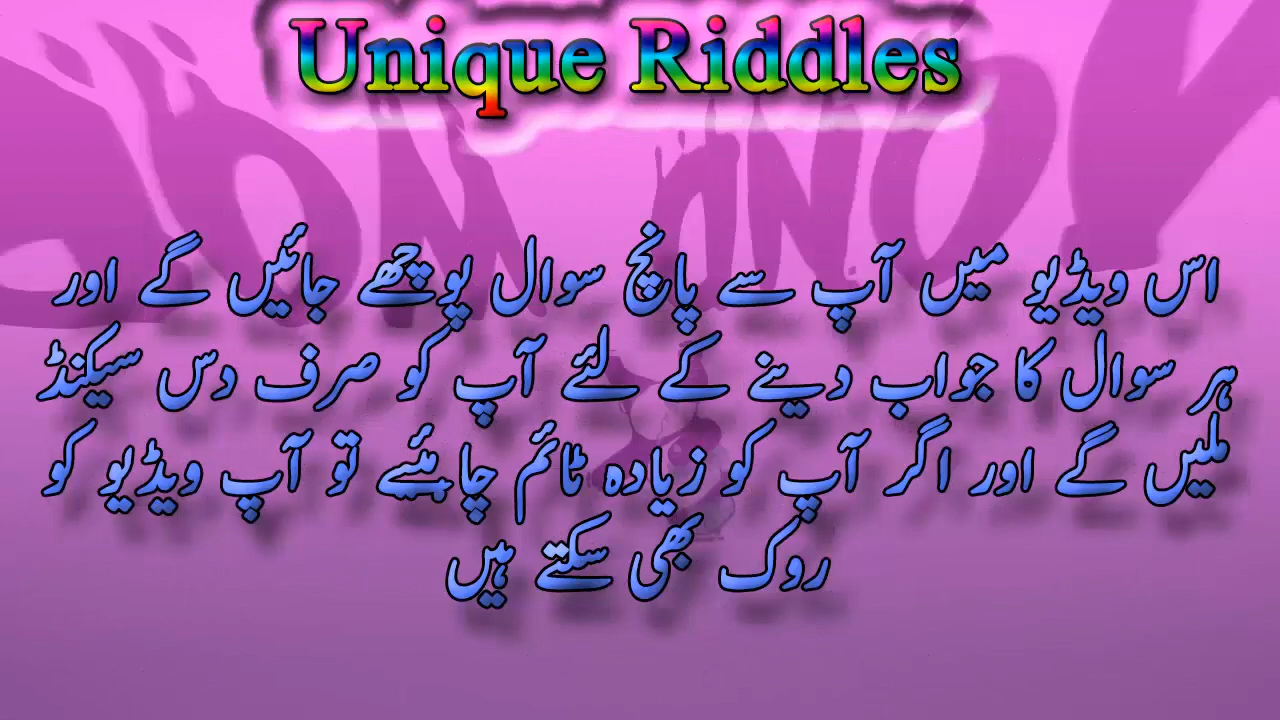 Unique Riddles
اس ویڈیو میں آپ سے پانچ سوال پوچھے جائیں گے اور
ہر سوال کا جواب دینے کے لئے آپ کو صرف دس سیکنڈ
ملیں گے اور اگر آپ کو زیادہ ٹائم چاہئیے تو آپ ویڈیو کو
روک بھی سکتے ہیں